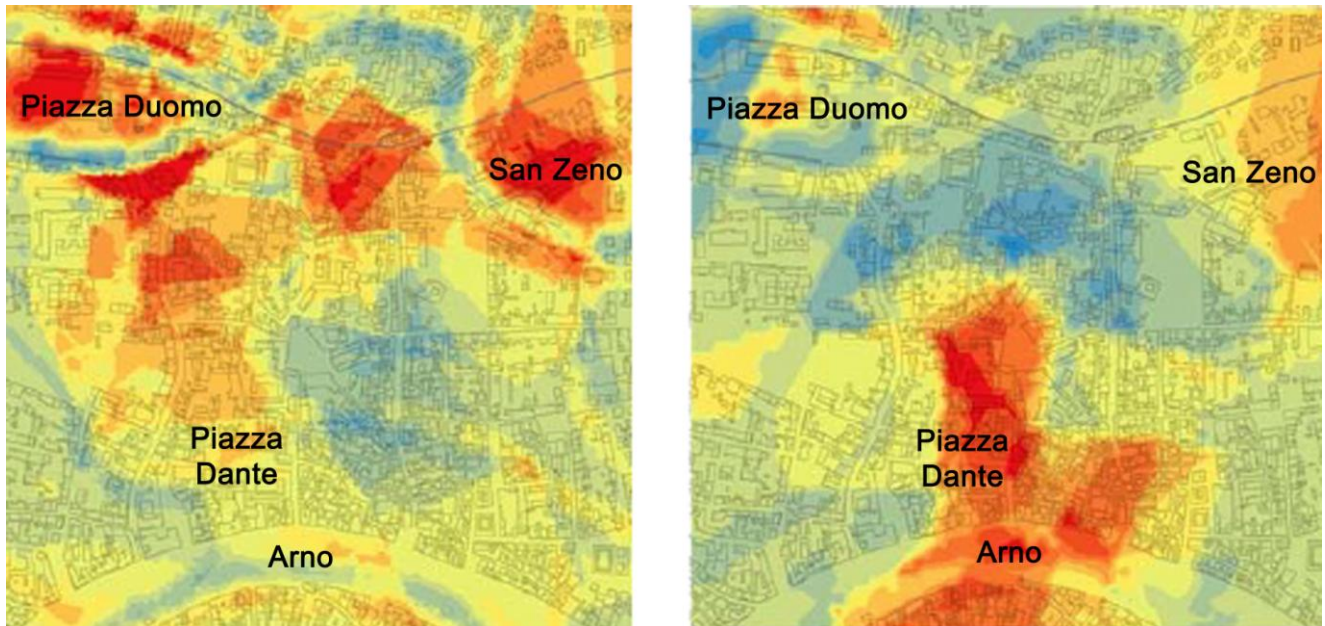 Piazza Duomo
San Zeno
Piazza
Dante
Arno
Piazza Duomo
San Zeno
Piazza
Dante
Arno